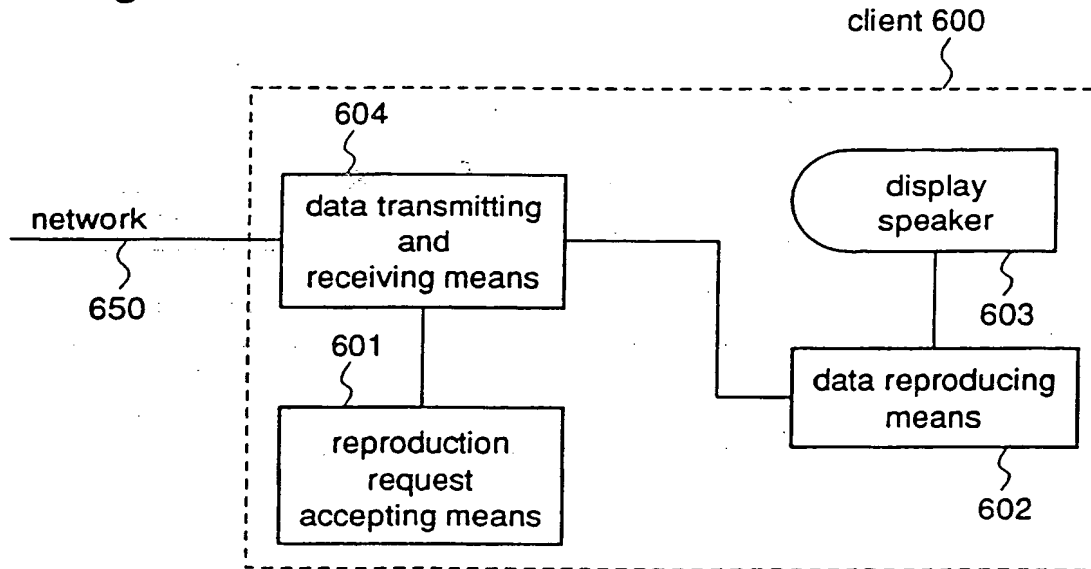 client 600
604
data transmitting
and
receiving means
display
speaker
network
650
603
601
reproduction
request
accepting means
data reproducing
means
602